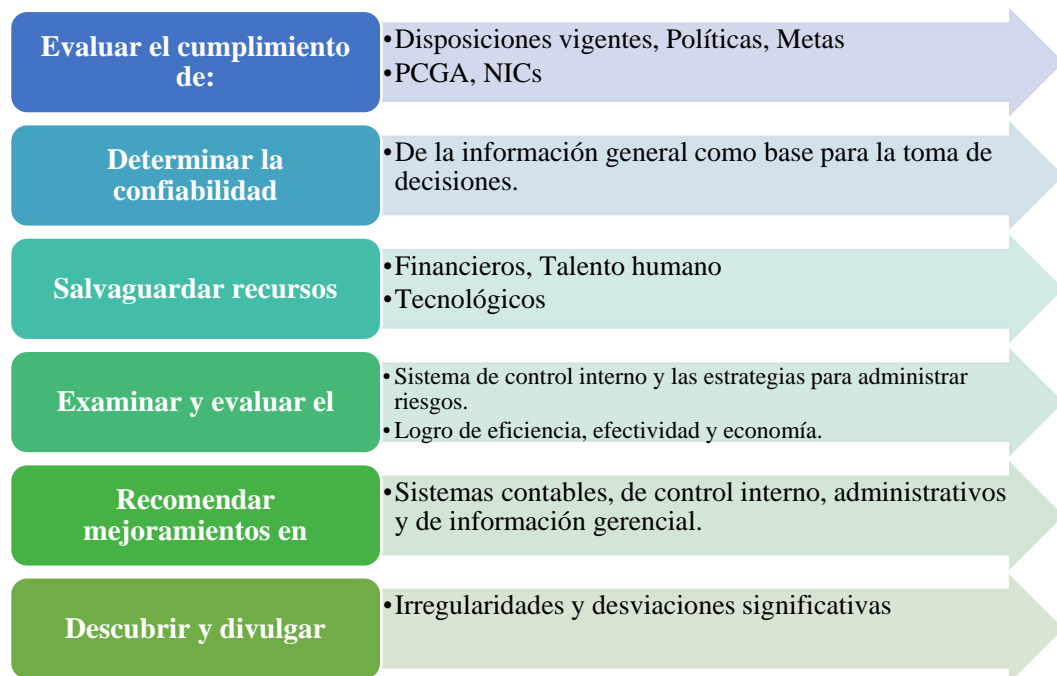 Evaluar el cumplimiento
de:
•Disposiciones vigentes, Políticas, Metas
•PCGA, NICs
Determinar la
confiabilidad
•De la información general como base para la toma de
decisiones.
Salvaguardar recursos
•Financieros, Talento humano
•Tecnológicos
Examinar y evaluar el
•Sistema de control interno y las estrategias para administrar
riesgos.
•Logro de eficiencia, efectividad y economía.
Recomendar
mejoramientos en
•Sistemas contables, de control interno, administrativos
y de información gerencial.
Descubrir y divulgar
•Irregularidades y desviaciones significativas